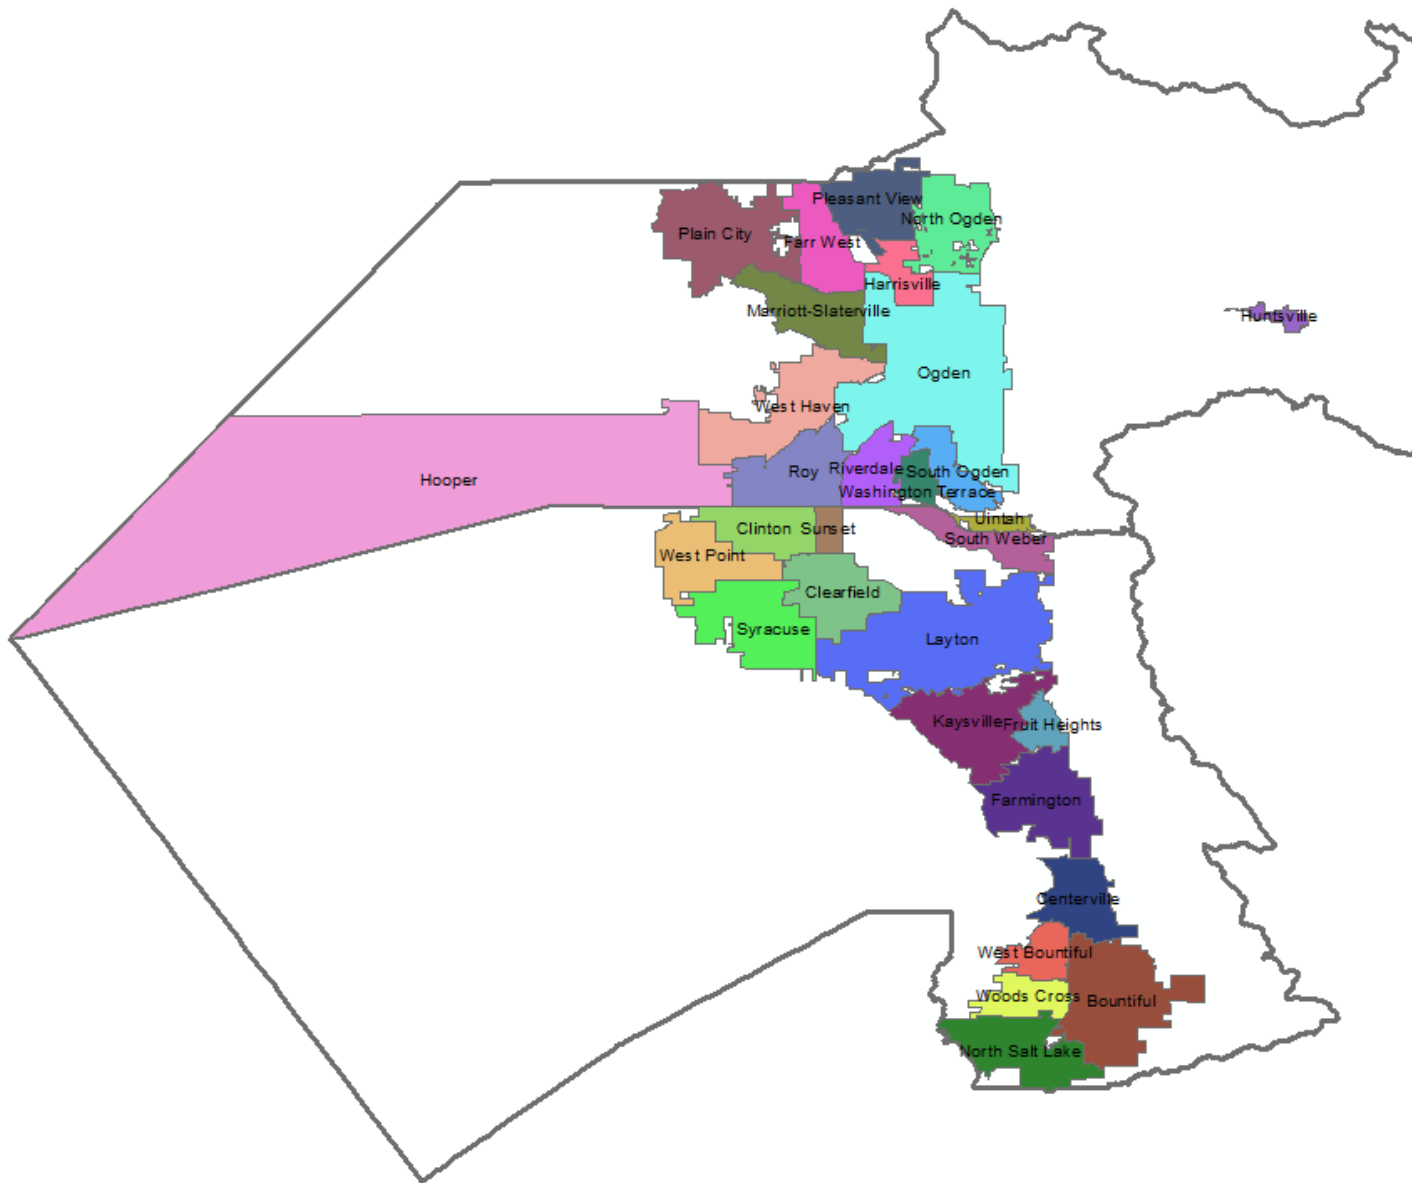 Pleasant View
North Ogden
Plain City
Farr West
Harrisville
Marriott-Slaterville
Huntsville
Ogden
West Haven
Hooper
Roy
Riverdale
South Ogden
Washington Terrace
Uintah
Clinton
Sunset
South Weber
West Point
Clearfield
Syracuse
Layton
Kaysville
Fruit Heights
Farmington
Centerville
West Bountiful
Woods Cross
Bountiful
North Salt Lake